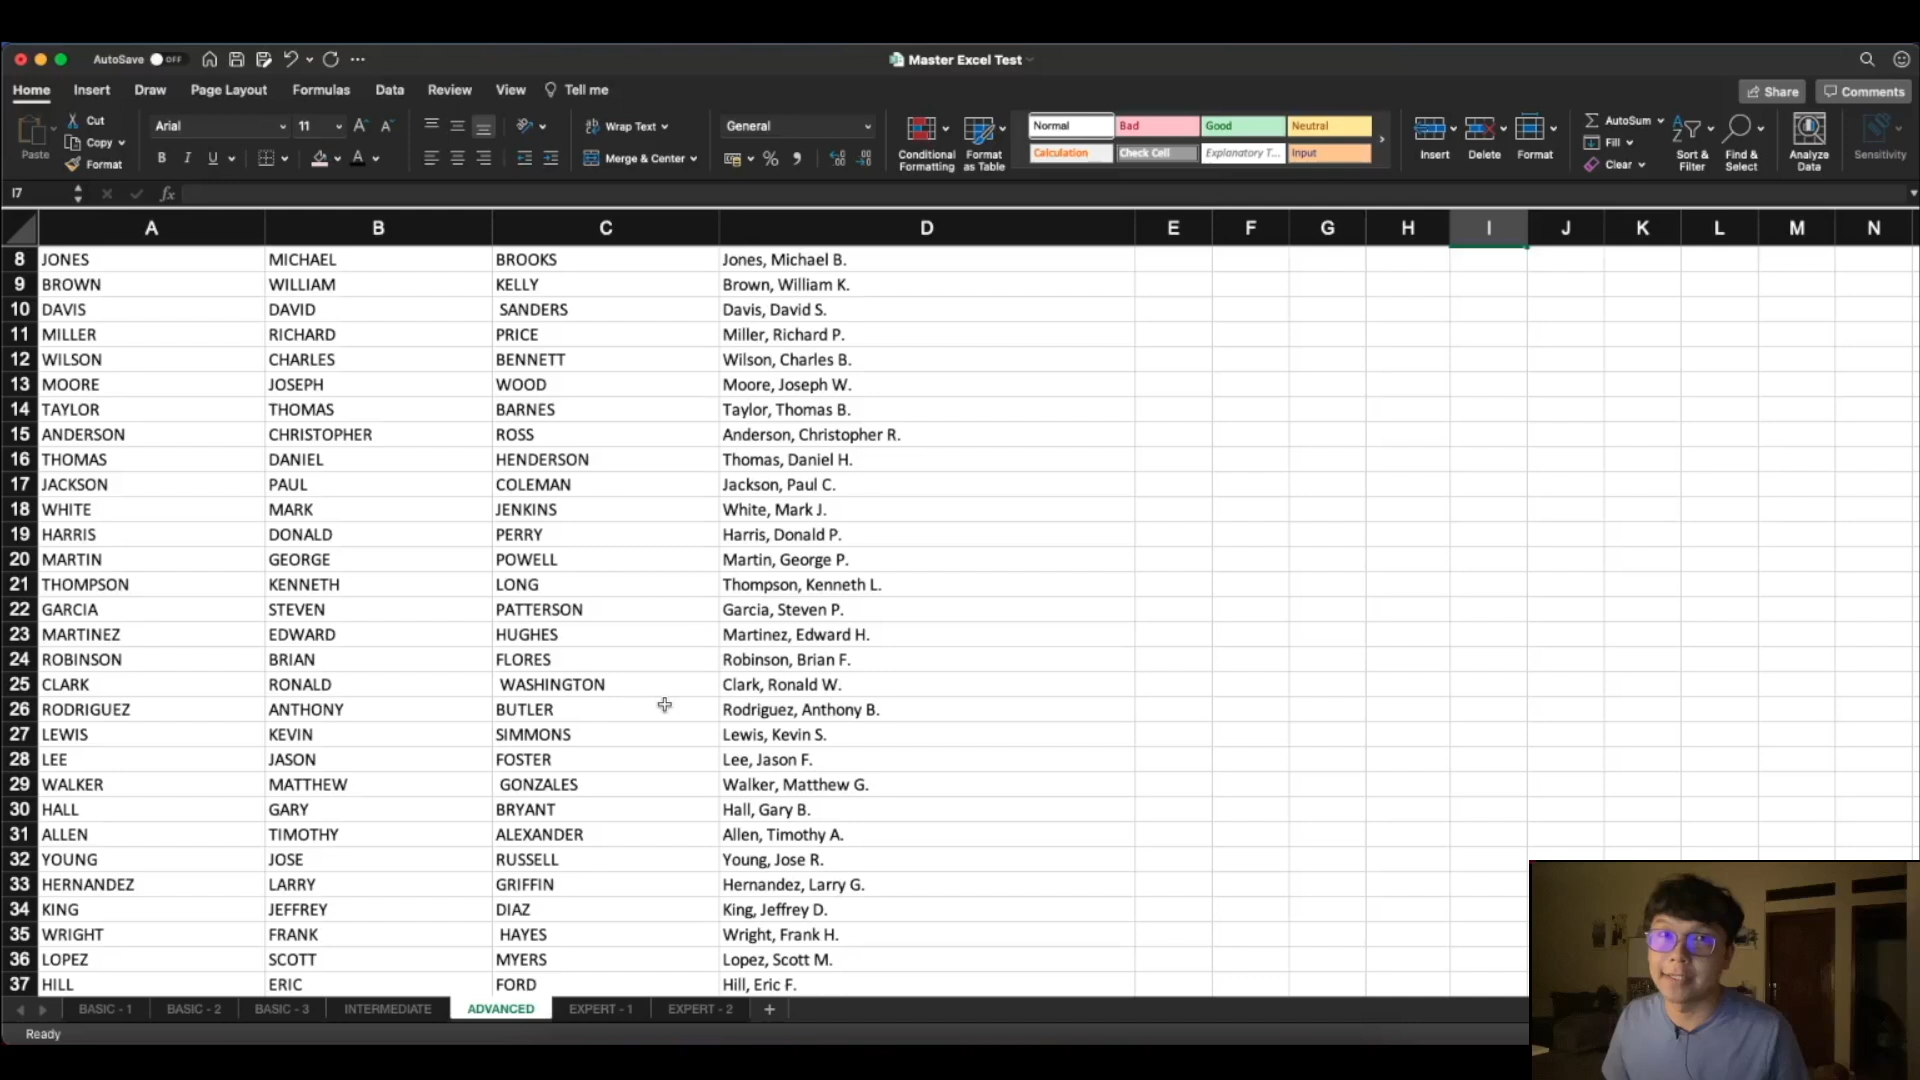 AutoSave OFF Master Excel Test
Home Insert Draw Page Layout Formulas Data Review View Tell me Share Comments
Paste Cut Copy Format
Arial 11 Wrap Text General
B I U Merge & Center
Conditional Formatting Format as Table
Normal Bad Good Neutral
Calculation Check Cell Explanatory T... Input
Insert Delete Format
AutoSum Fill Clear
Sort & Filter Find & Select Analyze Data Sensitivity
I7 fx
A B C D E F G H I J K L M N
8 JONES MICHAEL BROOKS Jones, Michael B.
9 BROWN WILLIAM KELLY Brown, William K.
10 DAVIS DAVID SANDERS Davis, David S.
11 MILLER RICHARD PRICE Miller, Richard P.
12 WILSON CHARLES BENNETT Wilson, Charles B.
13 MOORE JOSEPH WOOD Moore, Joseph W.
14 TAYLOR THOMAS BARNES Taylor, Thomas B.
15 ANDERSON CHRISTOPHER ROSS Anderson, Christopher R.
16 THOMAS DANIEL HENDERSON Thomas, Daniel H.
17 JACKSON PAUL COLEMAN Jackson, Paul C.
18 WHITE MARK JENKINS White, Mark J.
19 HARRIS DONALD PERRY Harris, Donald P.
20 MARTIN GEORGE POWELL Martin, George P.
21 THOMPSON KENNETH LONG Thompson, Kenneth L.
22 GARCIA STEVEN PATTERSON Garcia, Steven P.
23 MARTINEZ EDWARD HUGHES Martinez, Edward H.
24 ROBINSON BRIAN FLORES Robinson, Brian F.
25 CLARK RONALD WASHINGTON Clark, Ronald W.
26 RODRIGUEZ ANTHONY BUTLER Rodriguez, Anthony B.
27 LEWIS KEVIN SIMMONS Lewis, Kevin S.
28 LEE JASON FOSTER Lee, Jason F.
29 WALKER MATTHEW GONZALES Walker, Matthew G.
30 HALL GARY BRYANT Hall, Gary B.
31 ALLEN TIMOTHY ALEXANDER Allen, Timothy A.
32 YOUNG JOSE RUSSELL Young, Jose R.
33 HERNANDEZ LARRY GRIFFIN Hernandez, Larry G.
34 KING JEFFREY DIAZ King, Jeffrey D.
35 WRIGHT FRANK HAYES Wright, Frank H.
36 LOPEZ SCOTT MYERS Lopez, Scott M.
37 HILL ERIC FORD Hill, Eric F.
BASIC - 1 BASIC - 2 BASIC - 3 INTERMEDIATE ADVANCED EXPERT - 1 EXPERT - 2 +
Ready